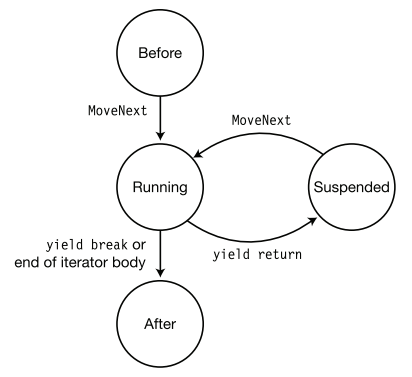 Before
MoveNext
MoveNext
Running
Suspended
yield break or
end of iterator body
yield return
After